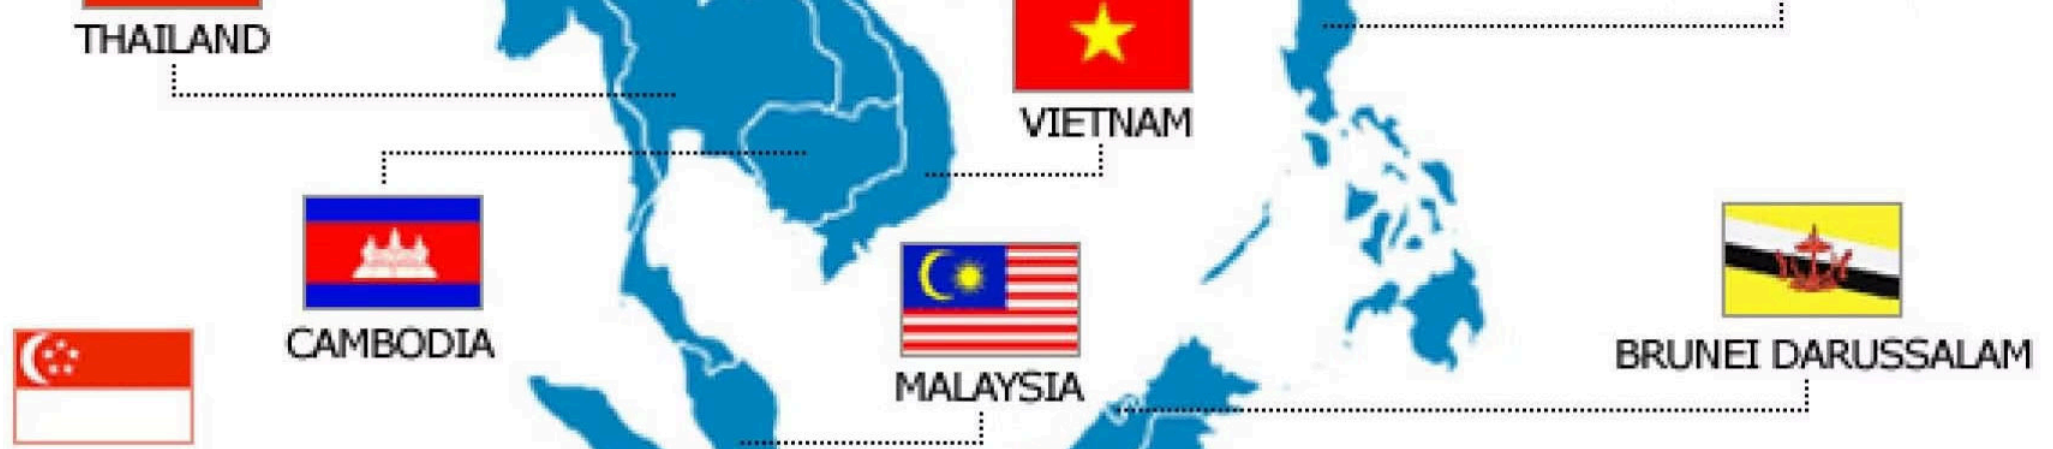 THAILAND
VIETNAM
CAMBODIA
MALAYSIA
BRUNEI DARUSSALAM